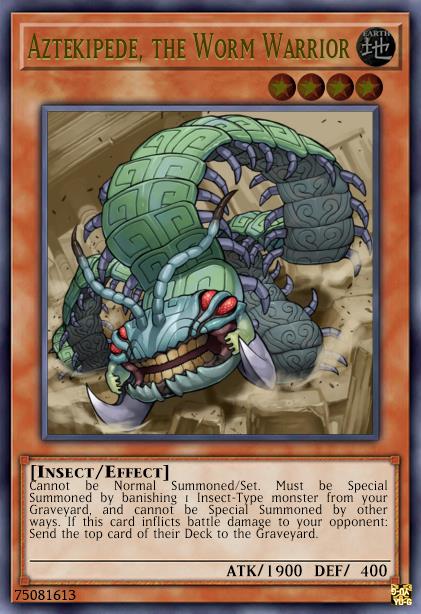 Aztekipede, the Worm Warrior
EARTH
地
[Insect/Effect]
Cannot be Normal Summoned/Set. Must be Special
Summoned by banishing 1 Insect-Type monster from your
Graveyard, and cannot be Special Summoned by other
ways. If this card inflicts battle damage to your opponent:
Send the top card of their Deck to the Graveyard.
ATK/1900 DEF/ 400
75081613